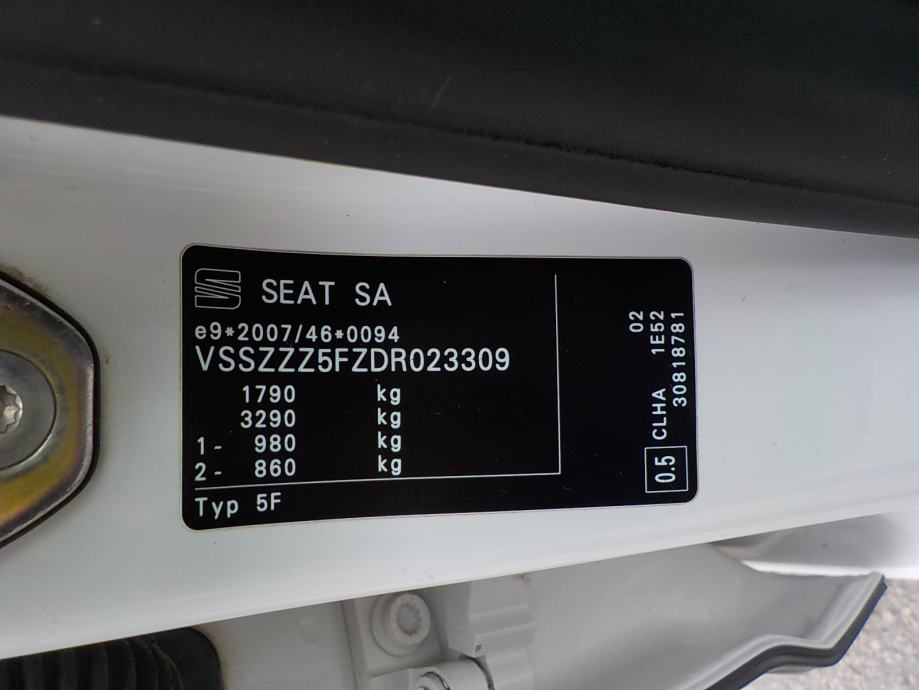 SEAT SA
e9*2007/46*0094
VSSZZZ5FZDR023309
1790 kg
3290 kg
1- 980 kg
2- 860 kg
Typ 5F
02
CLHA 1E52
30818781
0.5